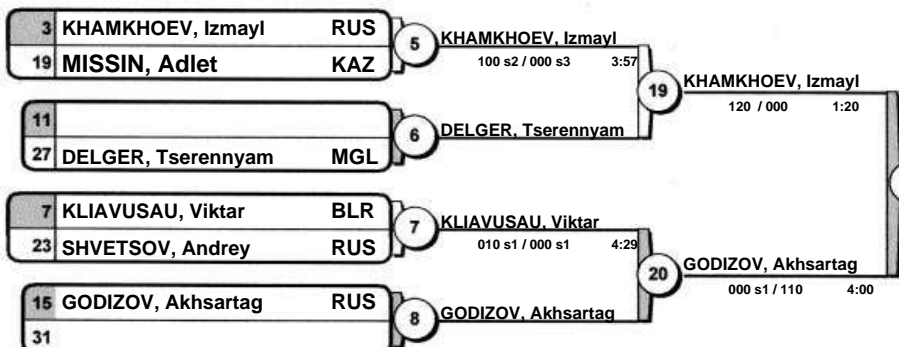 3 KHAMKHOEV, Izmayl RUS
19 MISSIN, Adlet KAZ
5
KHAMKHOEV, Izmayl
100 s2 / 000 s3 3:57
11
27 DELGER, Tserennyam MGL
6
DELGER, Tserennyam
19
KHAMKHOEV, Izmayl
120 / 000 1:20
7 KLIAVUSAU, Viktar BLR
23 SHVETSOV, Andrey RUS
7
KLIAVUSAU, Viktar
010 s1 / 000 s1 4:29
15 GODIZOV, Akhsartag RUS
31
8
GODIZOV, Akhsartag
20
GODIZOV, Akhsartag
000 s1 / 110 4:00